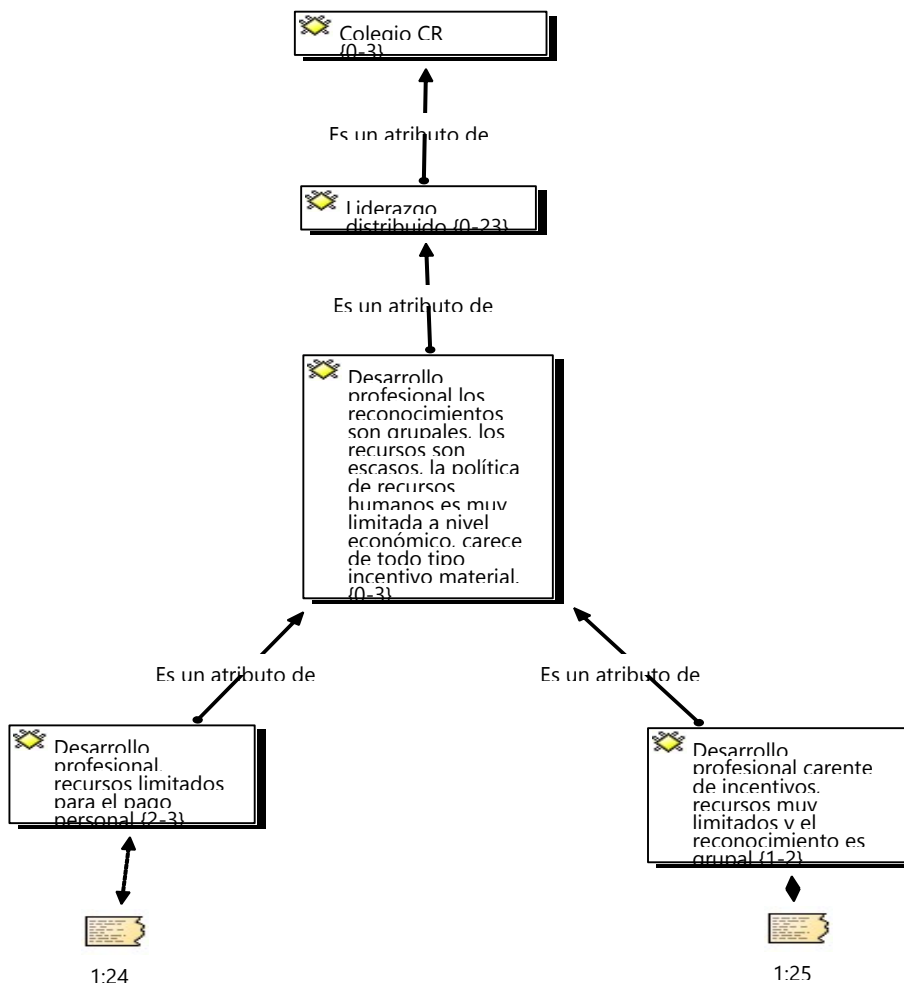 Colegio CR
{0-3}
Es un atributo de
Liderazgo
distribuido {0-23}
Es un atributo de
Desarrollo
profesional los
reconocimientos
son grupales, los
recursos son
escasos, la política
de recursos
humanos es muy
limitada a nivel
económico, carece
de todo tipo
incentivo material.
{0-3}
Es un atributo de
Es un atributo de
Desarrollo
profesional,
recursos limitados
para el pago
personal {2-3}
Desarrollo
profesional carente
de incentivos,
recursos muy
limitados y el
reconocimiento es
grupal {1-2}
1:24
1:25